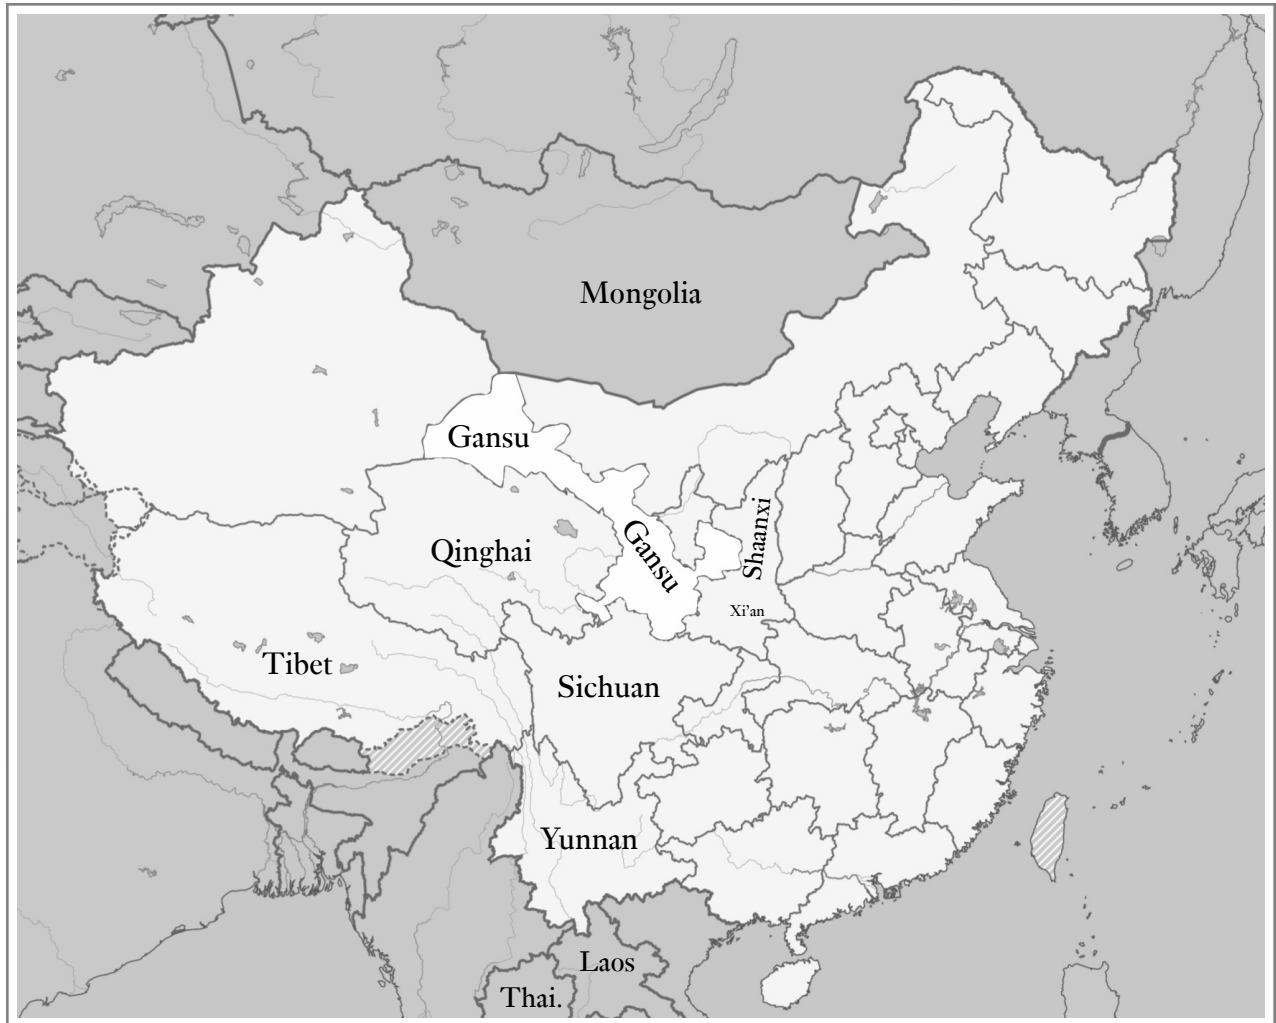 Mongolia
Gansu
Gansu
Shaanxi
Qinghai
Xi’an
Tibet
Sichuan
Yunnan
Laos
Thai.